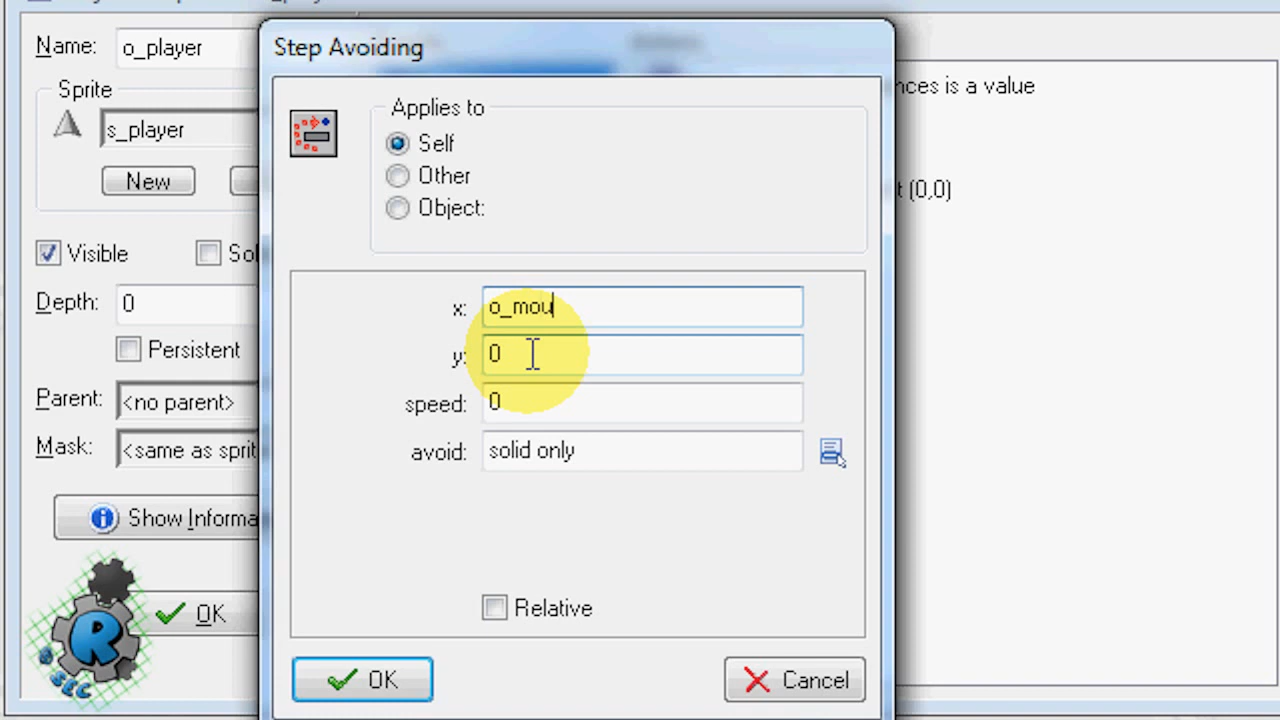 Name: o_player
Sprite
s_player
New
Visible
Sol
Depth: 0
Persistent
Parent: <no parent>
Mask: <same as sprit
Show Informa
OK
R
SEC
Step Avoiding
Applies to
Self
Other
Object:
x: o_mou
y: 0
speed: 0
avoid: solid only
Relative
OK
Cancel
nces is a value
t (0,0)